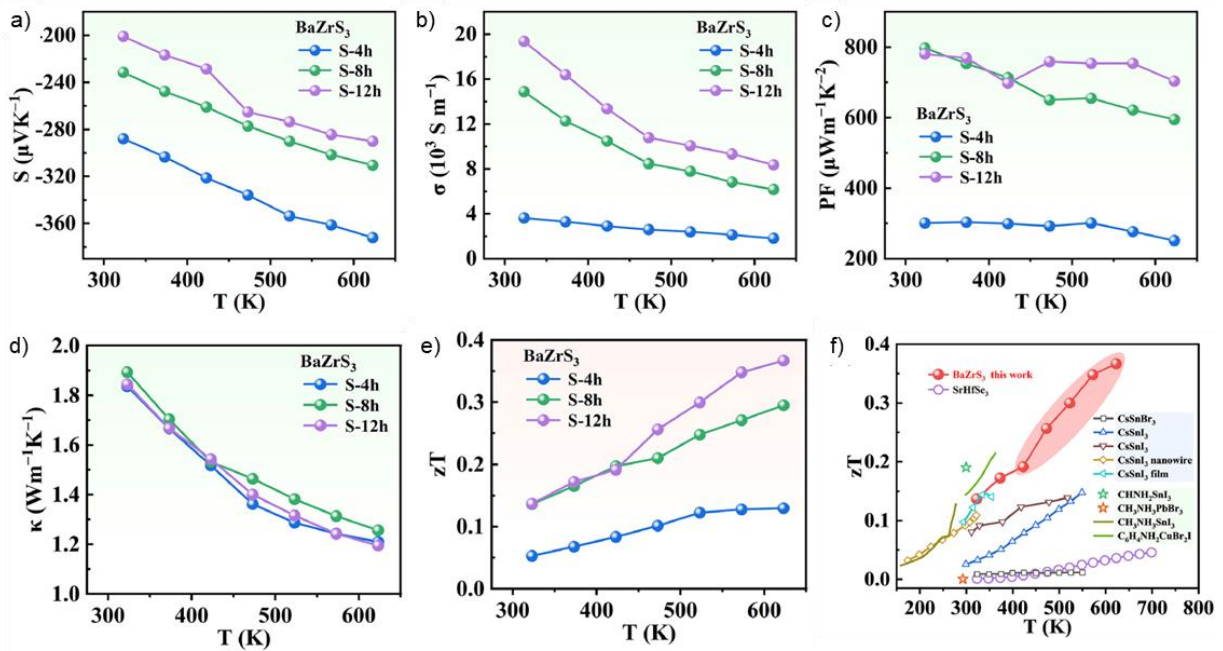 a)
-200
-240
-280
-320
-360
S (μVK⁻¹)
BaZrS₃
S-4h
S-8h
S-12h
300 400 500 600
T (K)
b)
20
16
12
8
4
0
σ (10³ S m⁻¹)
BaZrS₃
S-4h
S-8h
S-12h
300 400 500 600
T (K)
c)
800
600
400
200
PF (μWm⁻¹K⁻²)
BaZrS₃
S-4h
S-8h
S-12h
300 400 500 600
T (K)
d)
2.0
1.8
1.6
1.4
1.2
1.0
κ (Wm⁻¹K⁻¹)
BaZrS₃
S-4h
S-8h
S-12h
300 400 500 600
T (K)
e)
0.4
0.3
0.2
0.1
0.0
zT
BaZrS₃
S-4h
S-8h
S-12h
300 400 500 600
T (K)
f)
0.4
0.3
0.2
0.1
0.0
zT
BaZrS₃ this work
SrHfSe₃
CsSnBr₃
CsSnI₃
CsSnI₃
CsSnI₃ nanowire
CsSnI₃ film
CHNH₂SnI₃
CH₃NH₃PbBr₃
CH₃NH₃SnI₃
C₆H₄NH₂CuBr₂I
200 300 400 500 600 700 800
T (K)